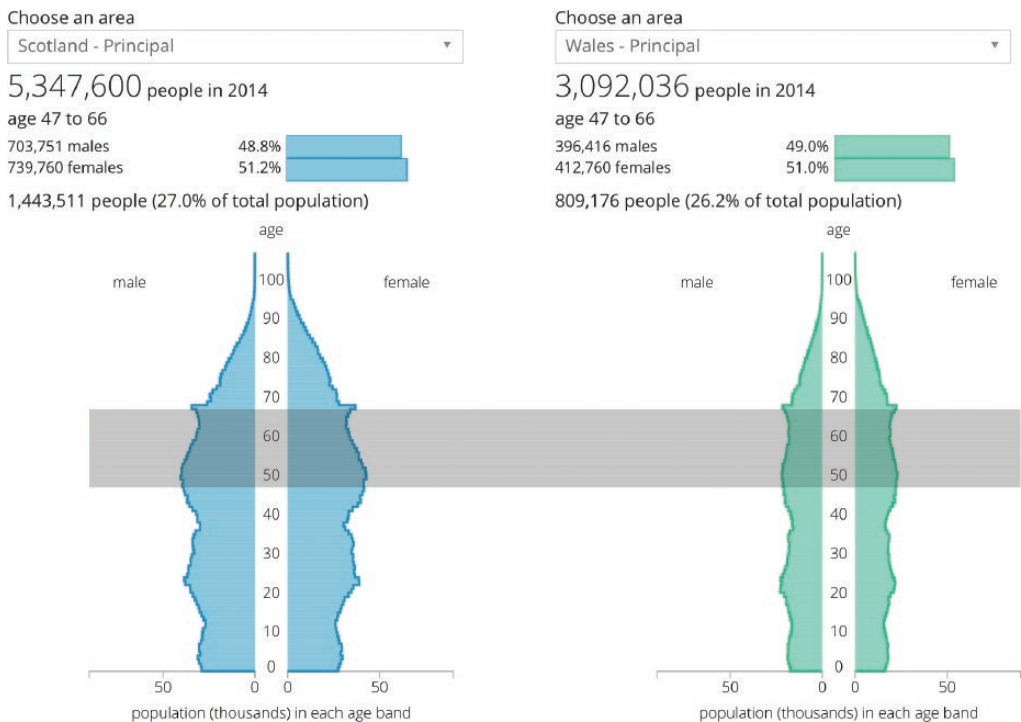 Choose an area
Scotland - Principal
5,347,600 people in 2014
age 47 to 66
703,751 males 48.8%
739,760 females 51.2%
1,443,511 people (27.0% of total population)
age
male
female
100
90
80
70
60
50
40
30
20
10
0
50 0 0 50
population (thousands) in each age band
Choose an area
Wales - Principal
3,092,036 people in 2014
age 47 to 66
396,416 males 49.0%
412,760 females 51.0%
809,176 people (26.2% of total population)
age
male
female
100
90
80
70
60
50
40
30
20
10
0
50 0 0 50
population (thousands) in each age band